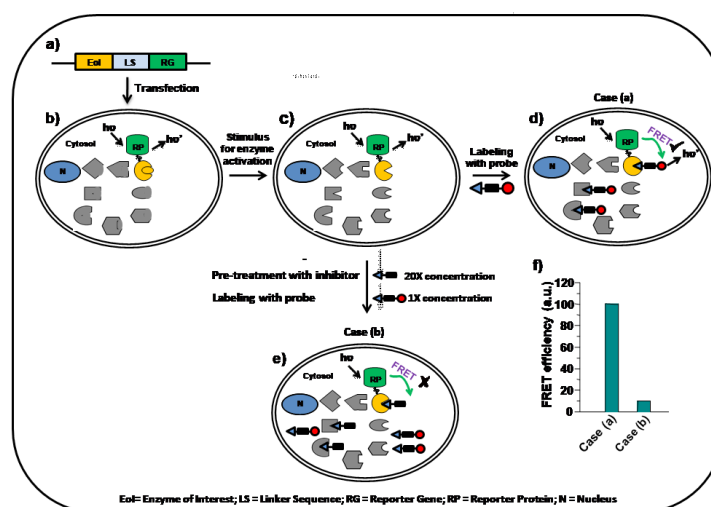 a)
EoI LS RG
Transfection
b)
hυ
hυ'
Cytosol
RP
N
Stimulus
for enzyme
activation
c)
hυ
hυ'
Cytosol
RP
N
Labeling
with probe
Case (a)
d)
hυ
Cytosol
RP
FRET
hυ'
N
Pre-treatment with inhibitor
20X concentration
Labeling with probe
1X concentration
Case (b)
e)
hυ
Cytosol
RP
FRET
X
N
f)
FRET efficiency (a.u.)
120
100
80
60
40
20
0
Case (a)
Case (b)
EoI= Enzyme of Interest; LS = Linker Sequence; RG = Reporter Gene; RP = Reporter Protein; N = Nucleus